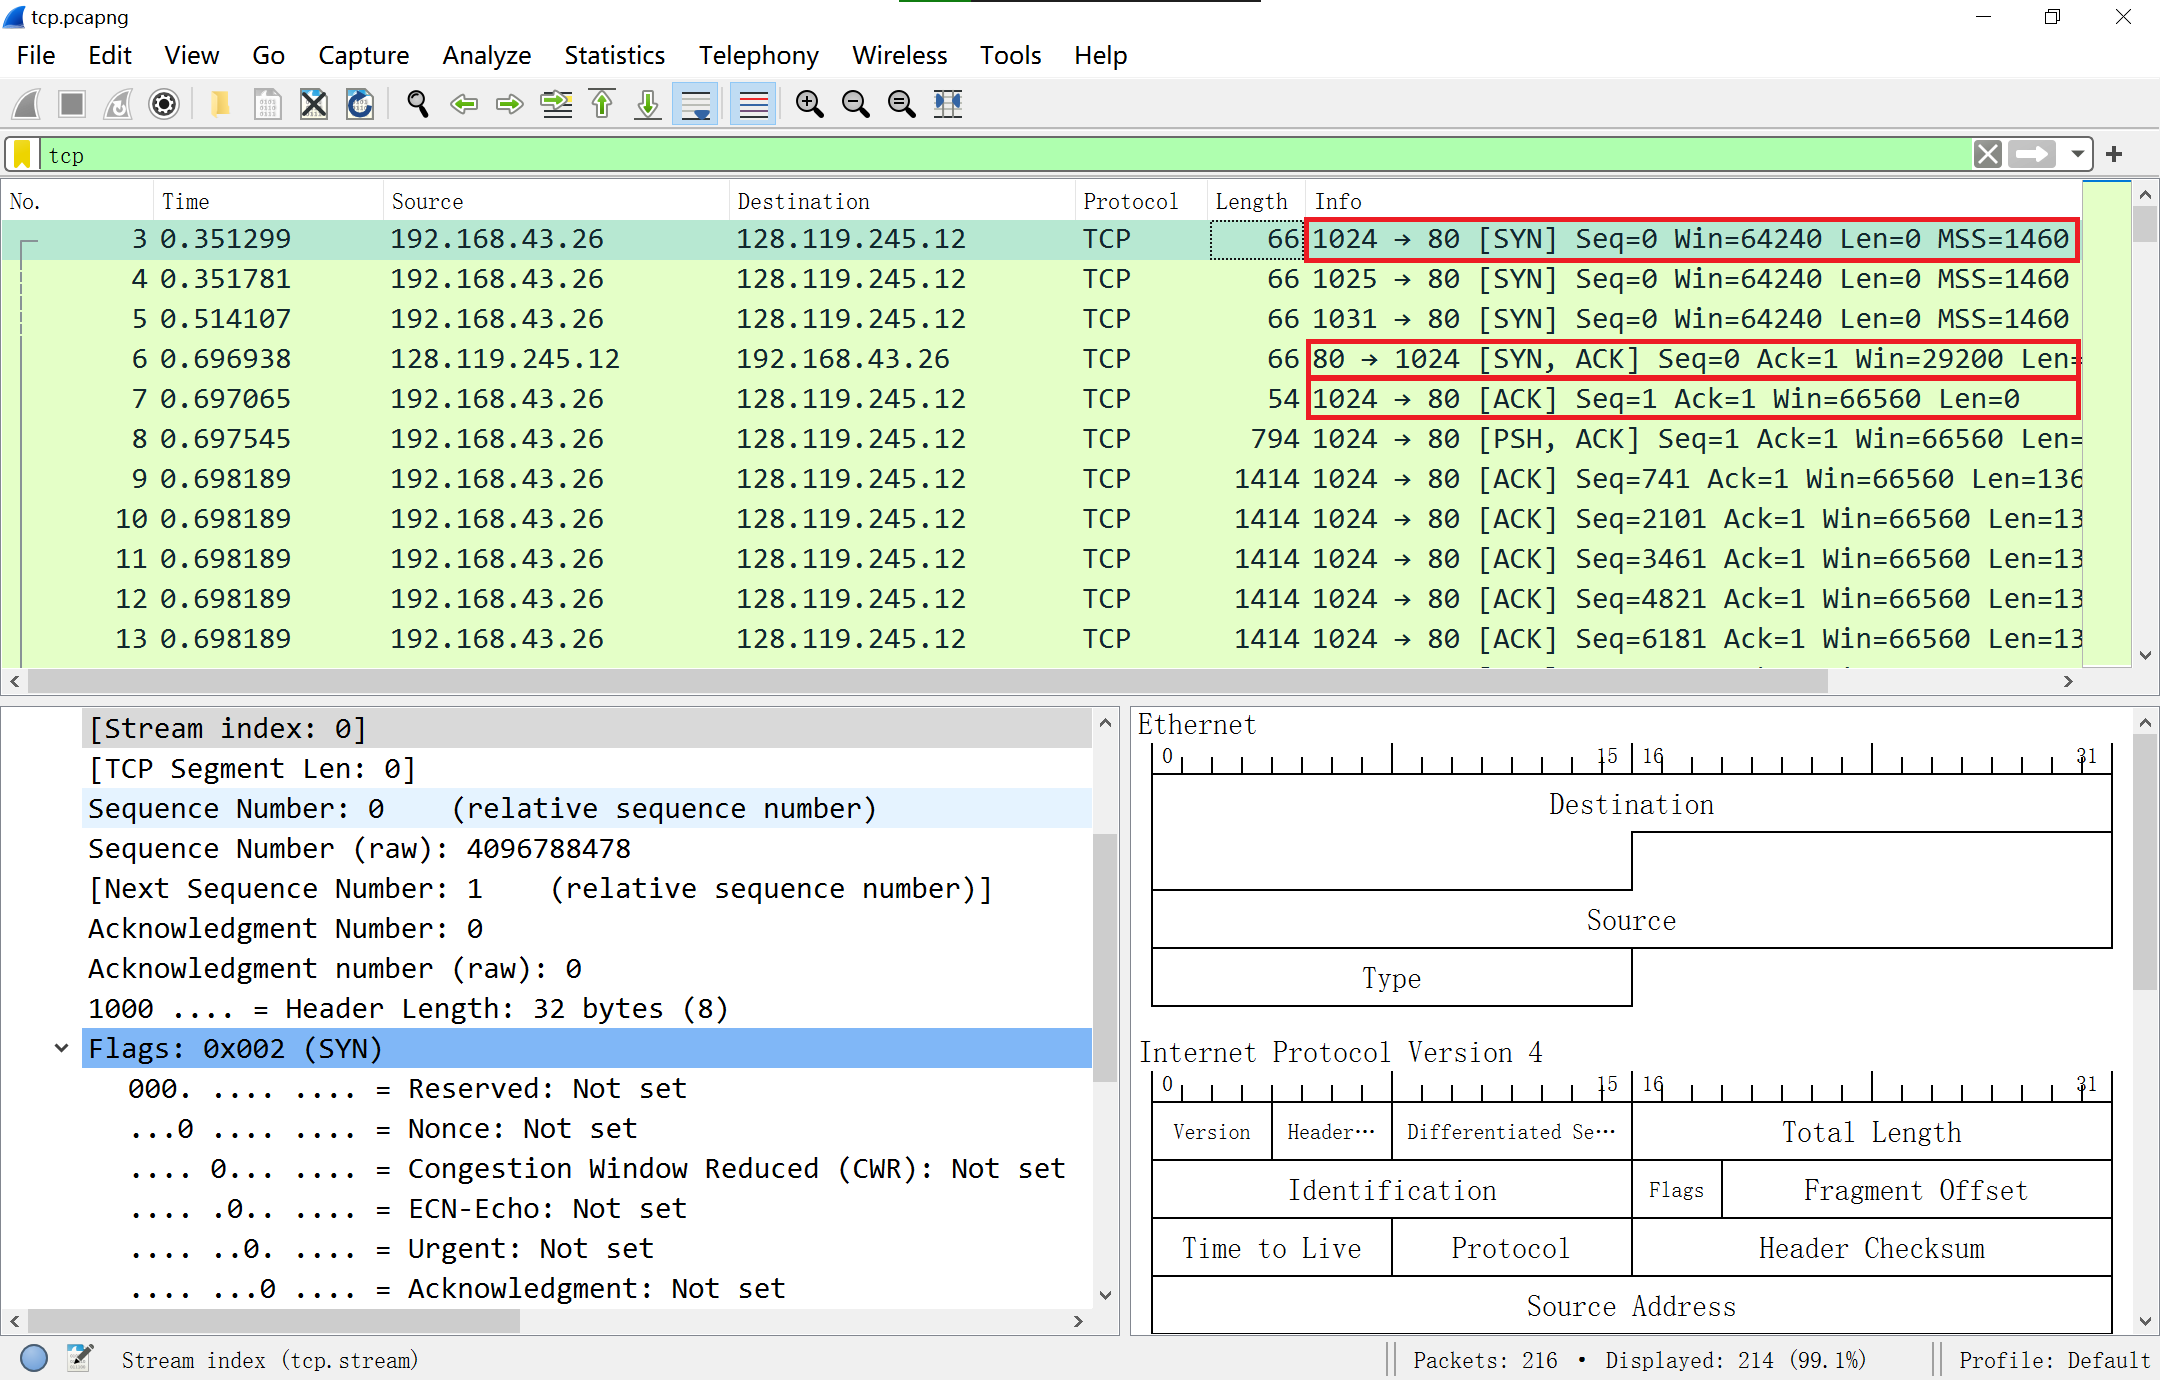 tcp.pcapng
File Edit View Go Capture Analyze Statistics Telephony Wireless Tools Help
tcp
No. Time Source Destination Protocol Length Info
3 0.351299 192.168.43.26 128.119.245.12 TCP 66 1024 → 80 [SYN] Seq=0 Win=64240 Len=0 MSS=1460
4 0.351781 192.168.43.26 128.119.245.12 TCP 66 1025 → 80 [SYN] Seq=0 Win=64240 Len=0 MSS=1460
5 0.514107 192.168.43.26 128.119.245.12 TCP 66 1031 → 80 [SYN] Seq=0 Win=64240 Len=0 MSS=1460
6 0.696938 128.119.245.12 192.168.43.26 TCP 66 80 → 1024 [SYN, ACK] Seq=0 Ack=1 Win=29200 Len=
7 0.697065 192.168.43.26 128.119.245.12 TCP 54 1024 → 80 [ACK] Seq=1 Ack=1 Win=66560 Len=0
8 0.697545 192.168.43.26 128.119.245.12 TCP 794 1024 → 80 [PSH, ACK] Seq=1 Ack=1 Win=66560 Len=
9 0.698189 192.168.43.26 128.119.245.12 TCP 1414 1024 → 80 [ACK] Seq=741 Ack=1 Win=66560 Len=136
10 0.698189 192.168.43.26 128.119.245.12 TCP 1414 1024 → 80 [ACK] Seq=2101 Ack=1 Win=66560 Len=13
11 0.698189 192.168.43.26 128.119.245.12 TCP 1414 1024 → 80 [ACK] Seq=3461 Ack=1 Win=66560 Len=13
12 0.698189 192.168.43.26 128.119.245.12 TCP 1414 1024 → 80 [ACK] Seq=4821 Ack=1 Win=66560 Len=13
13 0.698189 192.168.43.26 128.119.245.12 TCP 1414 1024 → 80 [ACK] Seq=6181 Ack=1 Win=66560 Len=13
[Stream index: 0]
[TCP Segment Len: 0]
Sequence Number: 0 (relative sequence number)
Sequence Number (raw): 4096788478
[Next Sequence Number: 1 (relative sequence number)]
Acknowledgment Number: 0
Acknowledgment number (raw): 0
1000 .... = Header Length: 32 bytes (8)
Flags: 0x002 (SYN)
000. .... .... = Reserved: Not set
...0 .... .... = Nonce: Not set
.... 0... .... = Congestion Window Reduced (CWR): Not set
.... .0.. .... = ECN-Echo: Not set
.... ..0. .... = Urgent: Not set
.... ...0 .... = Acknowledgment: Not set
Ethernet
0 15 16 31
Destination
Source
Type
Internet Protocol Version 4
0 15 16 31
Version Header… Differentiated Se… Total Length
Identification Flags Fragment Offset
Time to Live Protocol Header Checksum
Source Address
Stream index (tcp.stream) Packets: 216 · Displayed: 214 (99.1%) Profile: Default